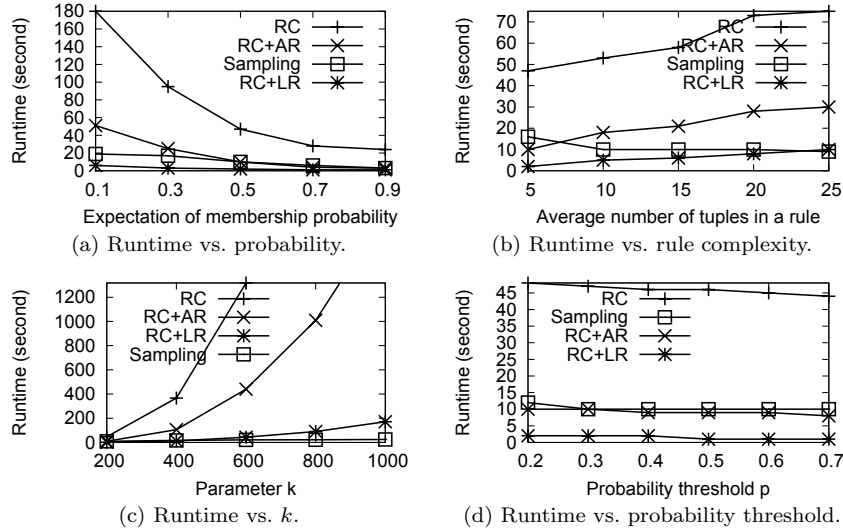 180
160
140
120
100
80
60
40
20
0
Runtime (second)
RC
RC+AR
Sampling
RC+LR
0.1 0.3 0.5 0.7 0.9
Expectation of membership probability
(a) Runtime vs. probability.
70
60
50
40
30
20
10
0
Runtime (second)
RC
RC+AR
Sampling
RC+LR
5 10 15 20 25
Average number of tuples in a rule
(b) Runtime vs. rule complexity.
1200
1000
800
600
400
200
0
Runtime (second)
RC
RC+AR
RC+LR
Sampling
200 400 600 800 1000
Parameter k
(c) Runtime vs. k.
45
40
35
30
25
20
15
10
5
0
Runtime (second)
RC
Sampling
RC+AR
RC+LR
0.2 0.3 0.4 0.5 0.6 0.7
Probability threshold p
(d) Runtime vs. probability threshold.